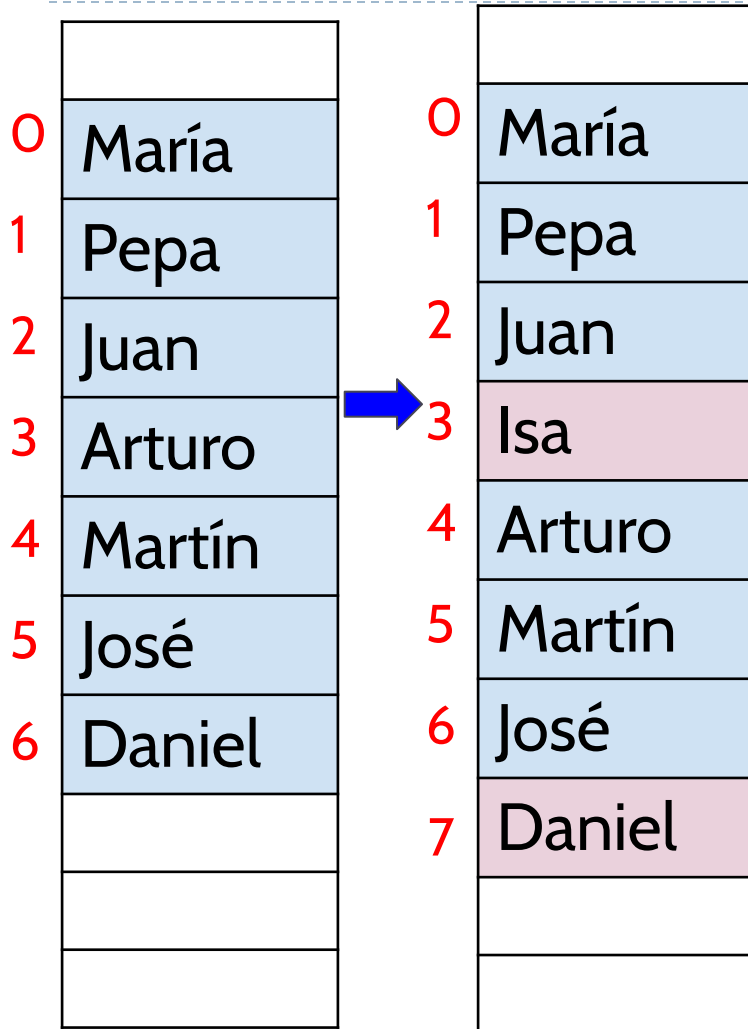 0 María
1 Pepa
2 Juan
3 Arturo
4 Martín
5 José
6 Daniel
0 María
1 Pepa
2 Juan
3 Isa
4 Arturo
5 Martín
6 José
7 Daniel